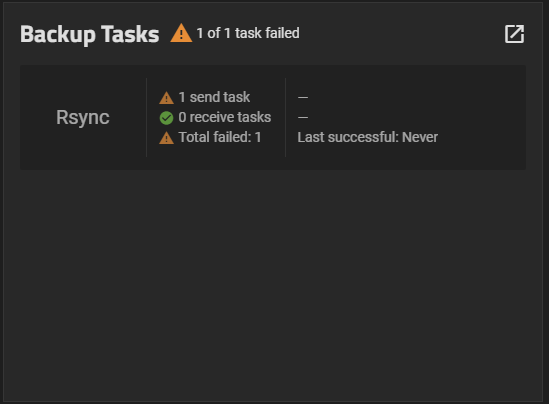 Backup Tasks 1 of 1 task failed
Rsync
1 send task —
0 receive tasks —
Total failed: 1 Last successful: Never